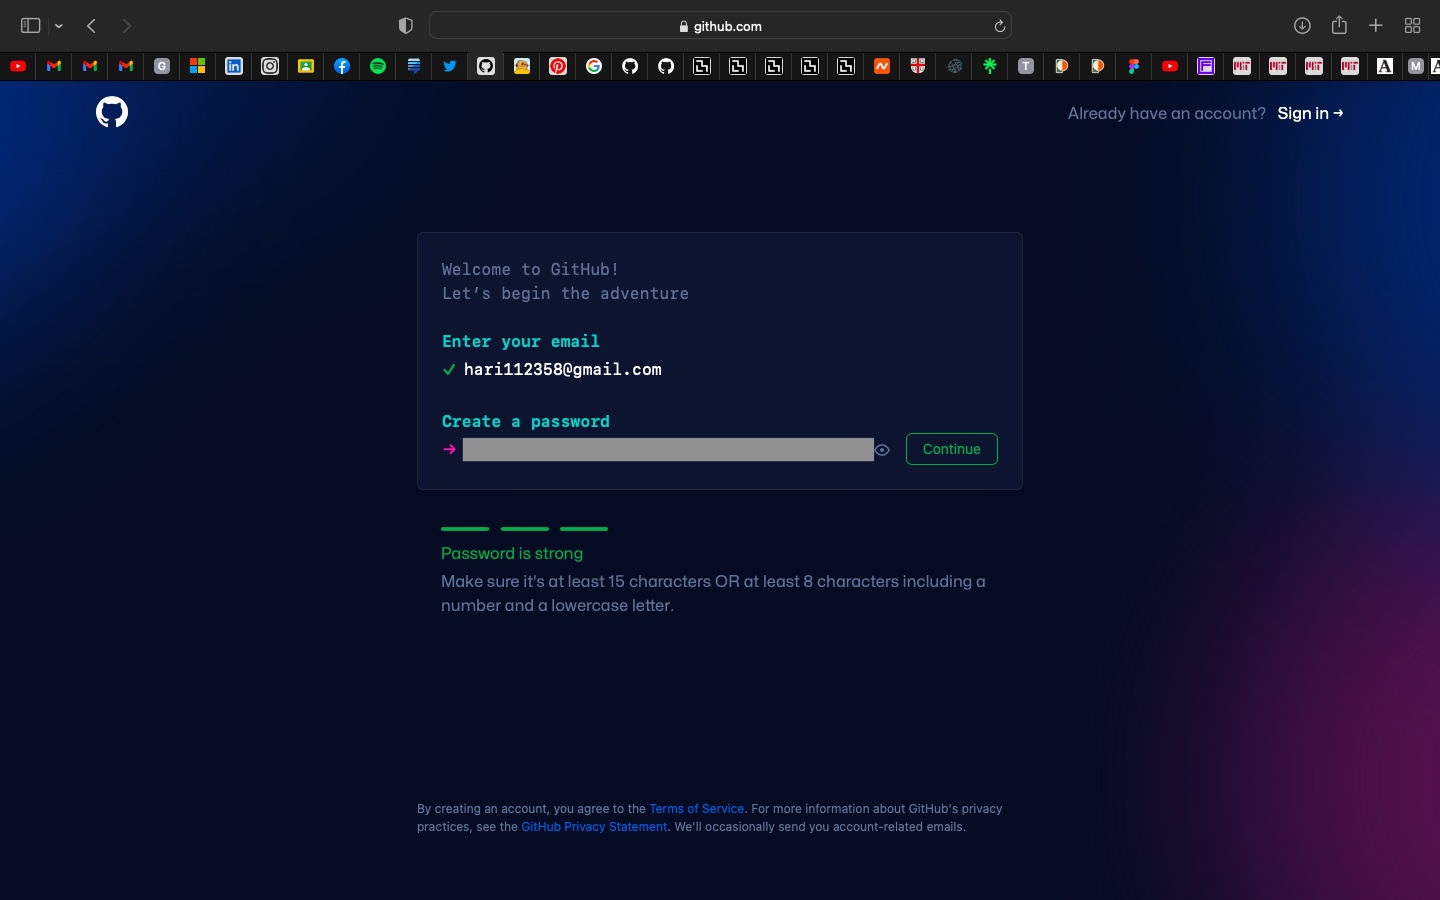 github.com
Already have an account? Sign in →
Welcome to GitHub!
Let's begin the adventure
Enter your email
hari112358@gmail.com
Create a password
Continue
Password is strong
Make sure it's at least 15 characters OR at least 8 characters including a
number and a lowercase letter.
By creating an account, you agree to the Terms of Service. For more information about GitHub's privacy
practices, see the GitHub Privacy Statement. We'll occasionally send you account-related emails.